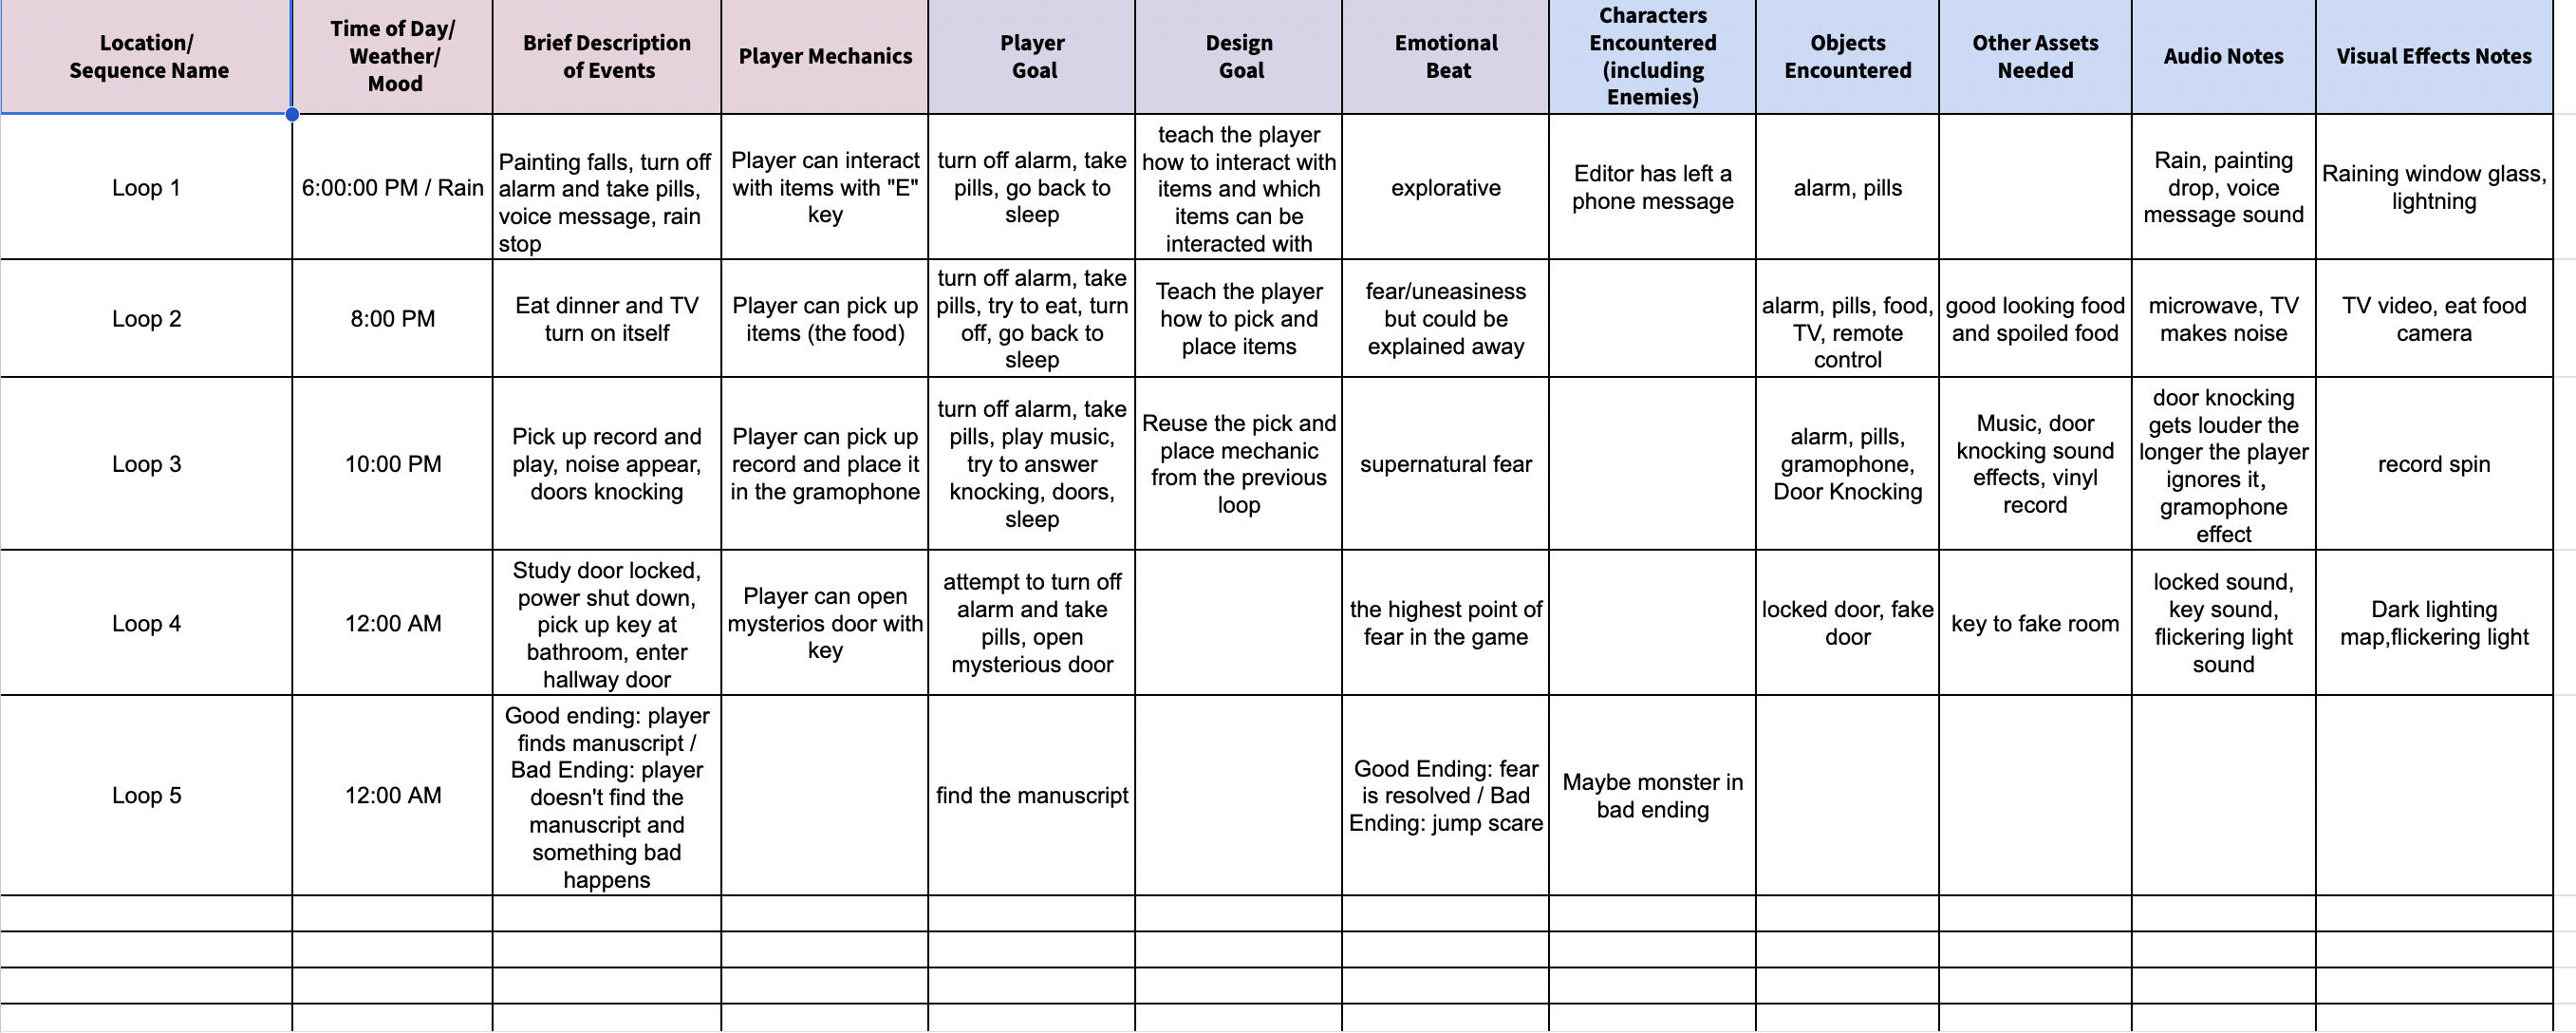 Location/
Sequence Name
Time of Day/
Weather/
Mood
Brief Description
of Events
Player Mechanics
Player
Goal
Design
Goal
Emotional
Beat
Characters
Encountered
(including
Enemies)
Objects
Encountered
Other Assets
Needed
Audio Notes
Visual Effects Notes
Loop 1
6:00:00 PM / Rain
Painting falls, turn off
alarm and take pills,
voice message, rain
stop
Player can interact
with items with "E"
key
turn off alarm, take
pills, go back to
sleep
teach the player
how to interact with
items and which
items can be
interacted with
explorative
Editor has left a
phone message
alarm, pills
Rain, painting
drop, voice
message sound
Raining window glass,
lightning
Loop 2
8:00 PM
Eat dinner and TV
turn on itself
Player can pick up
items (the food)
turn off alarm, take
pills, try to eat, turn
off, go back to
sleep
Teach the player
how to pick and
place items
fear/uneasiness
but could be
explained away
alarm, pills, food,
TV, remote
control
good looking food
and spoiled food
microwave, TV
makes noise
TV video, eat food
camera
Loop 3
10:00 PM
Pick up record and
play, noise appear,
doors knocking
Player can pick up
record and place it
in the gramophone
turn off alarm, take
pills, play music,
try to answer
knocking, doors,
sleep
Reuse the pick and
place mechanic
from the previous
loop
supernatural fear
alarm, pills,
gramophone,
Door Knocking
Music, door
knocking sound
effects, vinyl
record
door knocking
gets louder the
longer the player
ignores it,
gramophone
effect
record spin
Loop 4
12:00 AM
Study door locked,
power shut down,
pick up key at
bathroom, enter
hallway door
Player can open
mysterios door with
key
attempt to turn off
alarm and take
pills, open
mysterious door
the highest point of
fear in the game
locked door, fake
door
key to fake room
locked sound,
key sound,
flickering light
sound
Dark lighting
map,flickering light
Loop 5
12:00 AM
Good ending: player
finds manuscript /
Bad Ending: player
doesn't find the
manuscript and
something bad
happens
find the manuscript
Good Ending: fear
is resolved / Bad
Ending: jump scare
Maybe monster in
bad ending